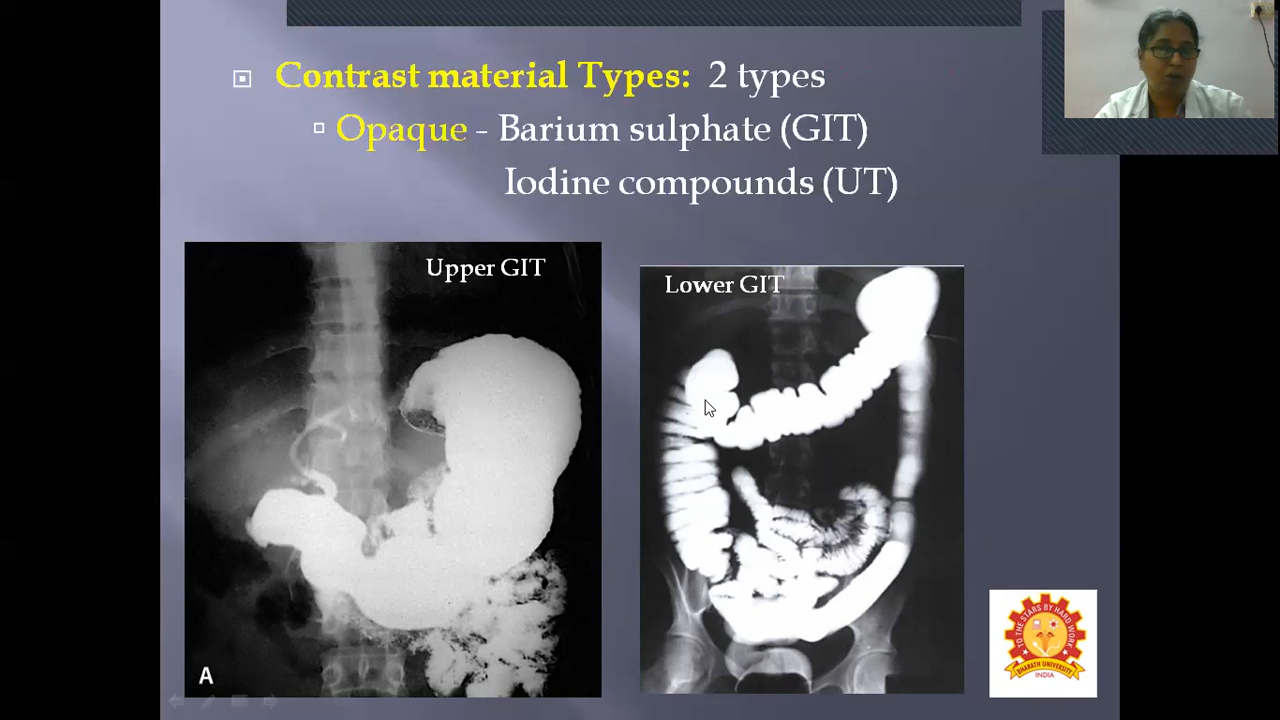 Contrast material Types: 2 types
Opaque - Barium sulphate (GIT)
Iodine compounds (UT)
Upper GIT
Lower GIT
A
TO THE STARS BY HARD WORK
BHARATH UNIVERSITY
INDIA